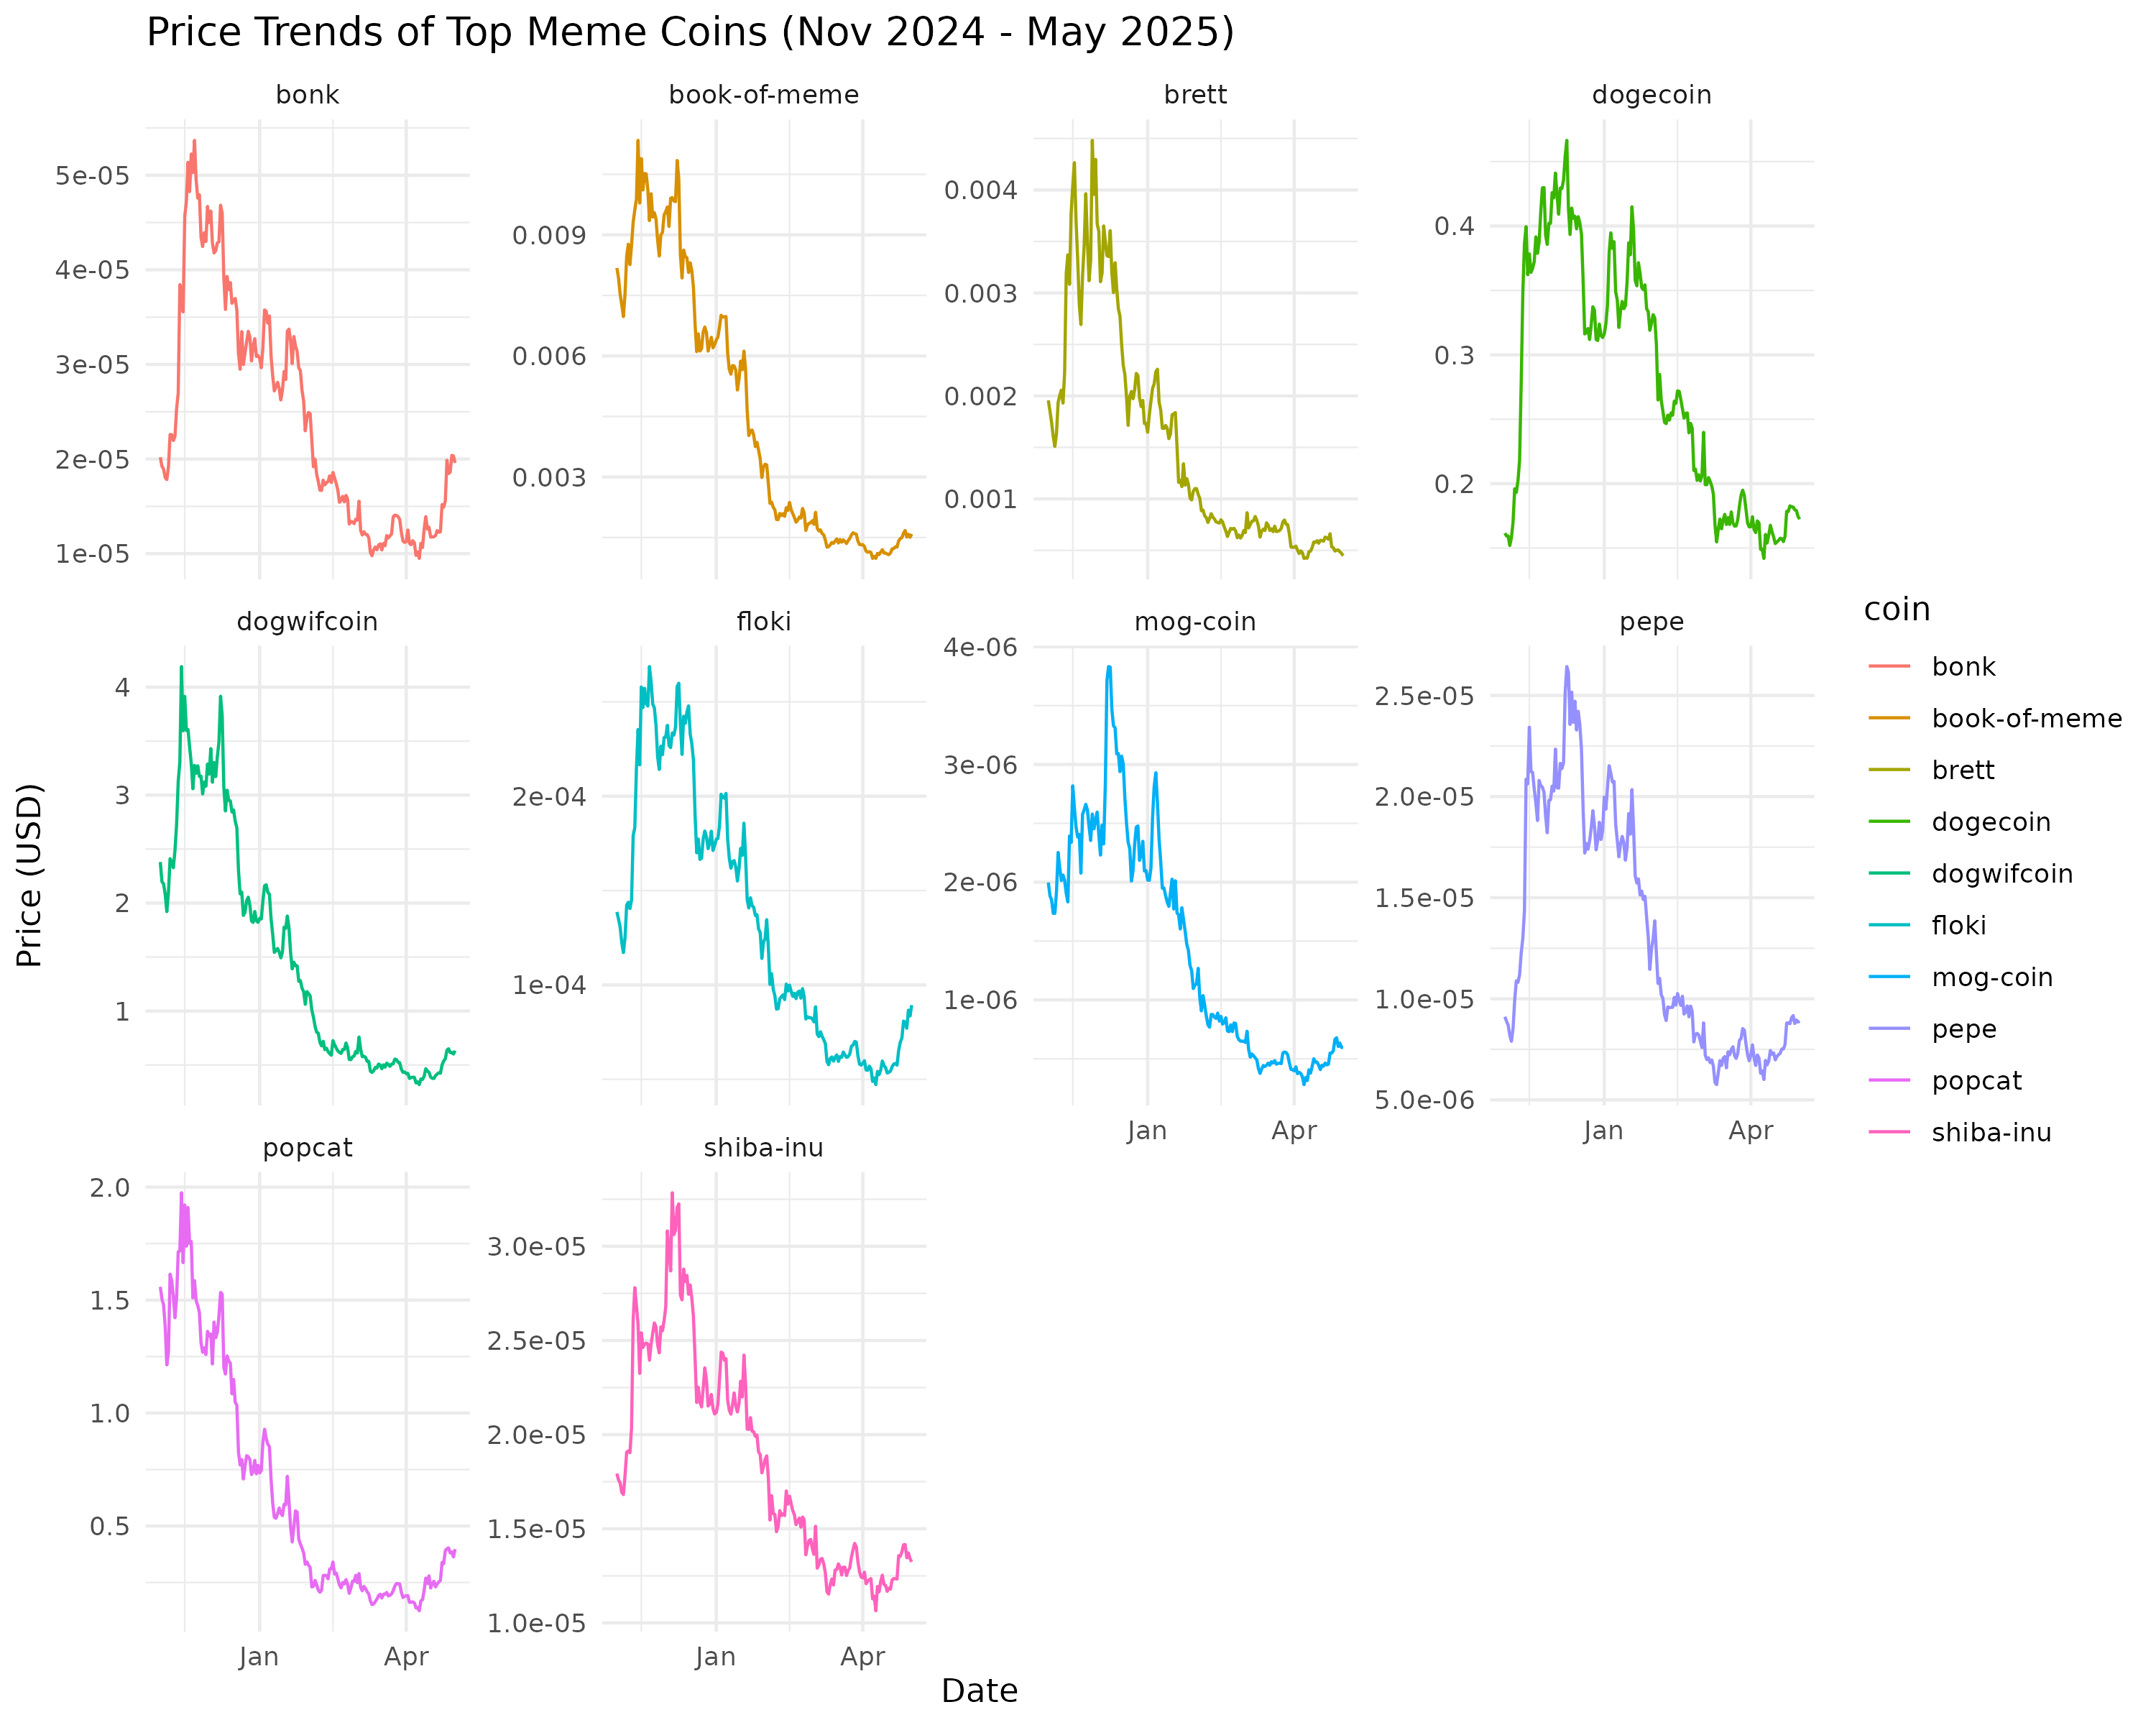 Price Trends of Top Meme Coins (Nov 2024 - May 2025)
bonk
book-of-meme
brett
dogecoin
5e-05
4e-05
3e-05
2e-05
1e-05
0.009
0.006
0.003
0.004
0.003
0.002
0.001
0.4
0.3
0.2
dogwifcoin
floki
mog-coin
pepe
4
3
2
1
2e-04
1e-04
4e-06
3e-06
2e-06
1e-06
Jan Apr
2.5e-05
2.0e-05
1.5e-05
1.0e-05
5.0e-06
Jan Apr
popcat
shiba-inu
2.0
1.5
1.0
0.5
Jan Apr
3.0e-05
2.5e-05
2.0e-05
1.5e-05
1.0e-05
Jan Apr
Date
Price (USD)
coin
bonk
book-of-meme
brett
dogecoin
dogwifcoin
floki
mog-coin
pepe
popcat
shiba-inu